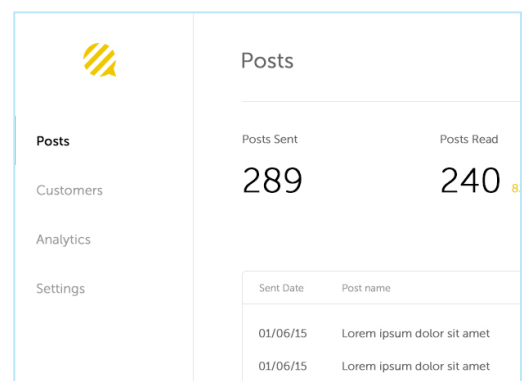 Posts
Customers
Analytics
Settings
Posts
Posts Sent
289
Posts Read
240
Sent Date Post name
01/06/15 Lorem ipsum dolor sit amet
01/06/15 Lorem ipsum dolor sit amet